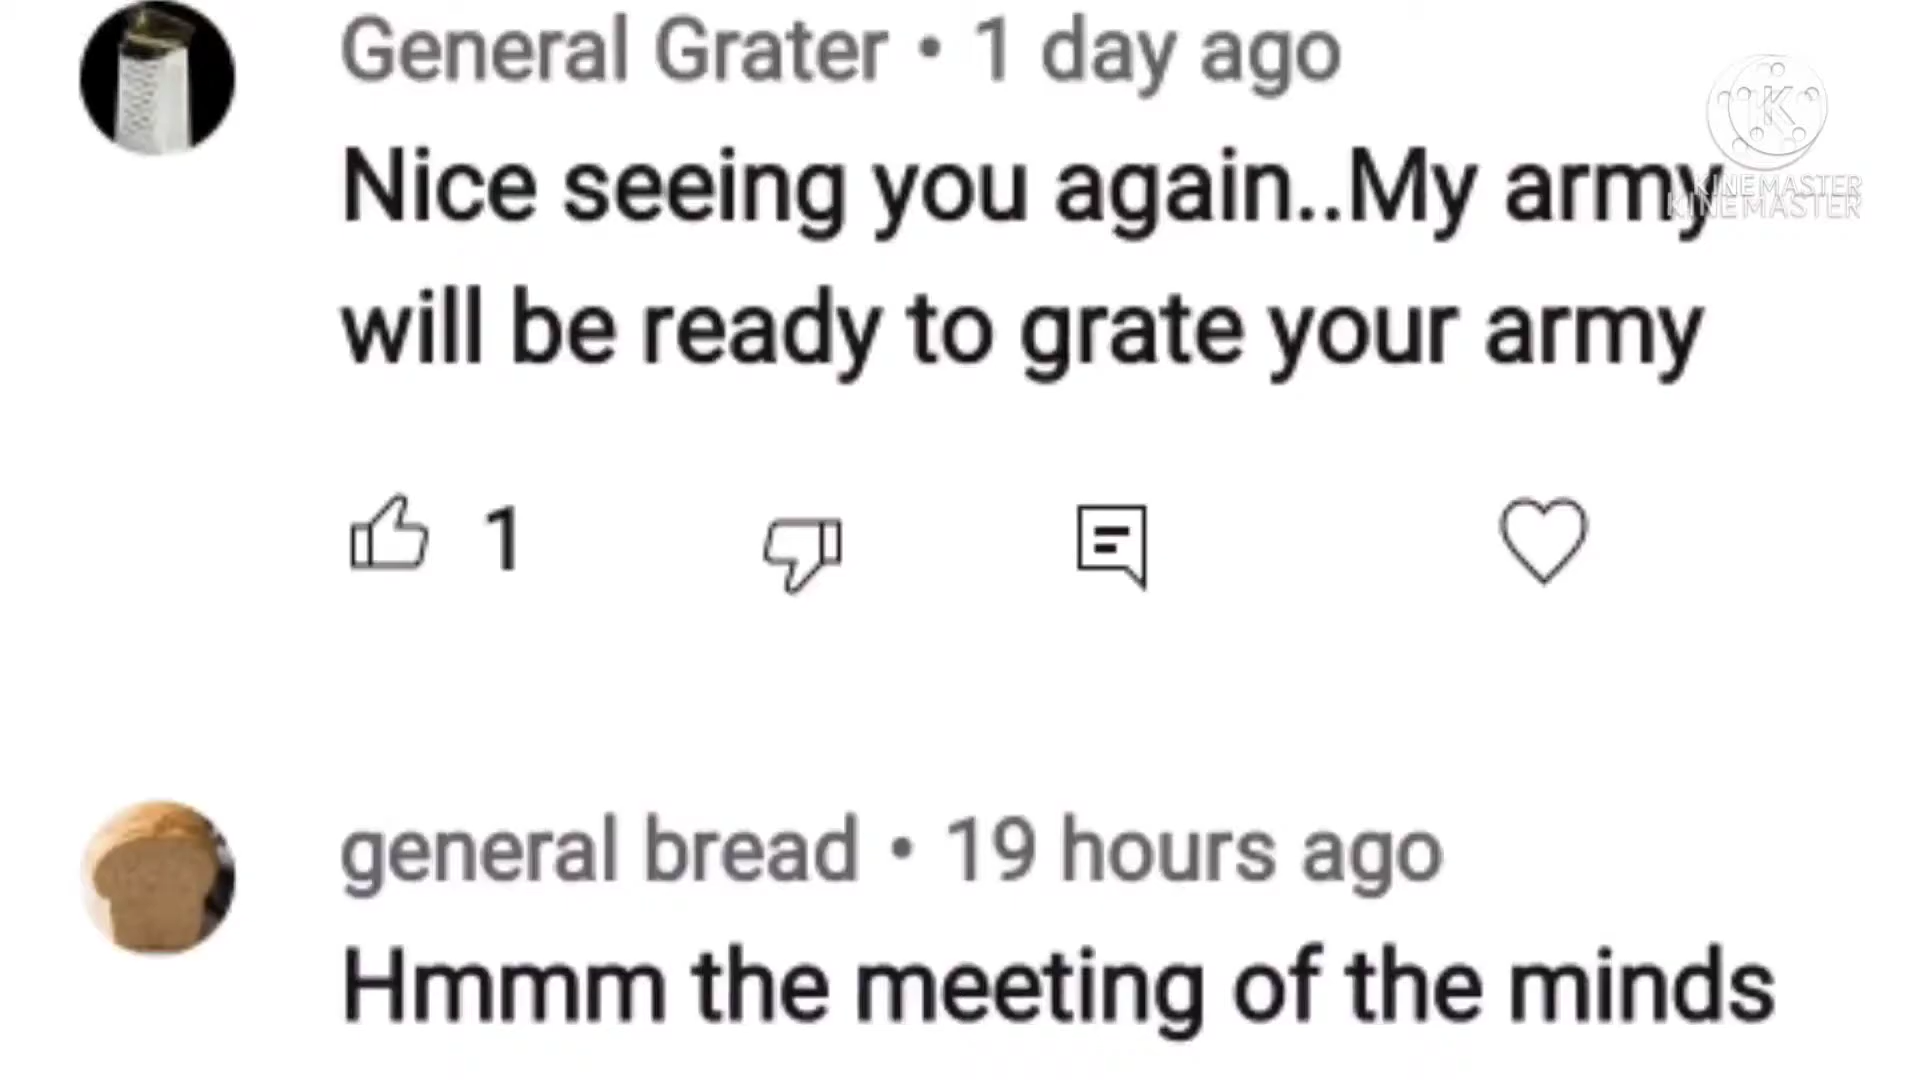 General Grater • 1 day ago
Nice seeing you again..My army
will be ready to grate your army
1
general bread • 19 hours ago
Hmmm the meeting of the minds
K
KINEMASTER
KINEMASTER